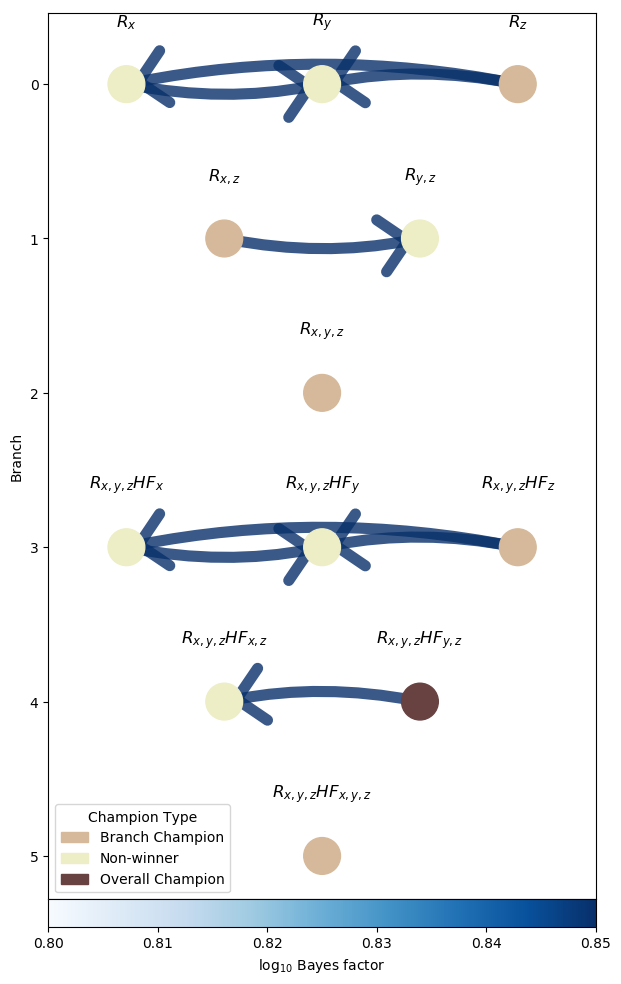 R_x R_y R_z
0
R_{x,z} R_{y,z}
1
R_{x,y,z}
2
R_{x,y,z}HF_x R_{x,y,z}HF_y R_{x,y,z}HF_z
3
R_{x,y,z}HF_{x,z} R_{x,y,z}HF_{y,z}
4
R_{x,y,z}HF_{x,y,z}
5
Branch
Champion Type
Branch Champion
Non-winner
Overall Champion
0.80 0.81 0.82 0.83 0.84 0.85
log_{10} Bayes factor